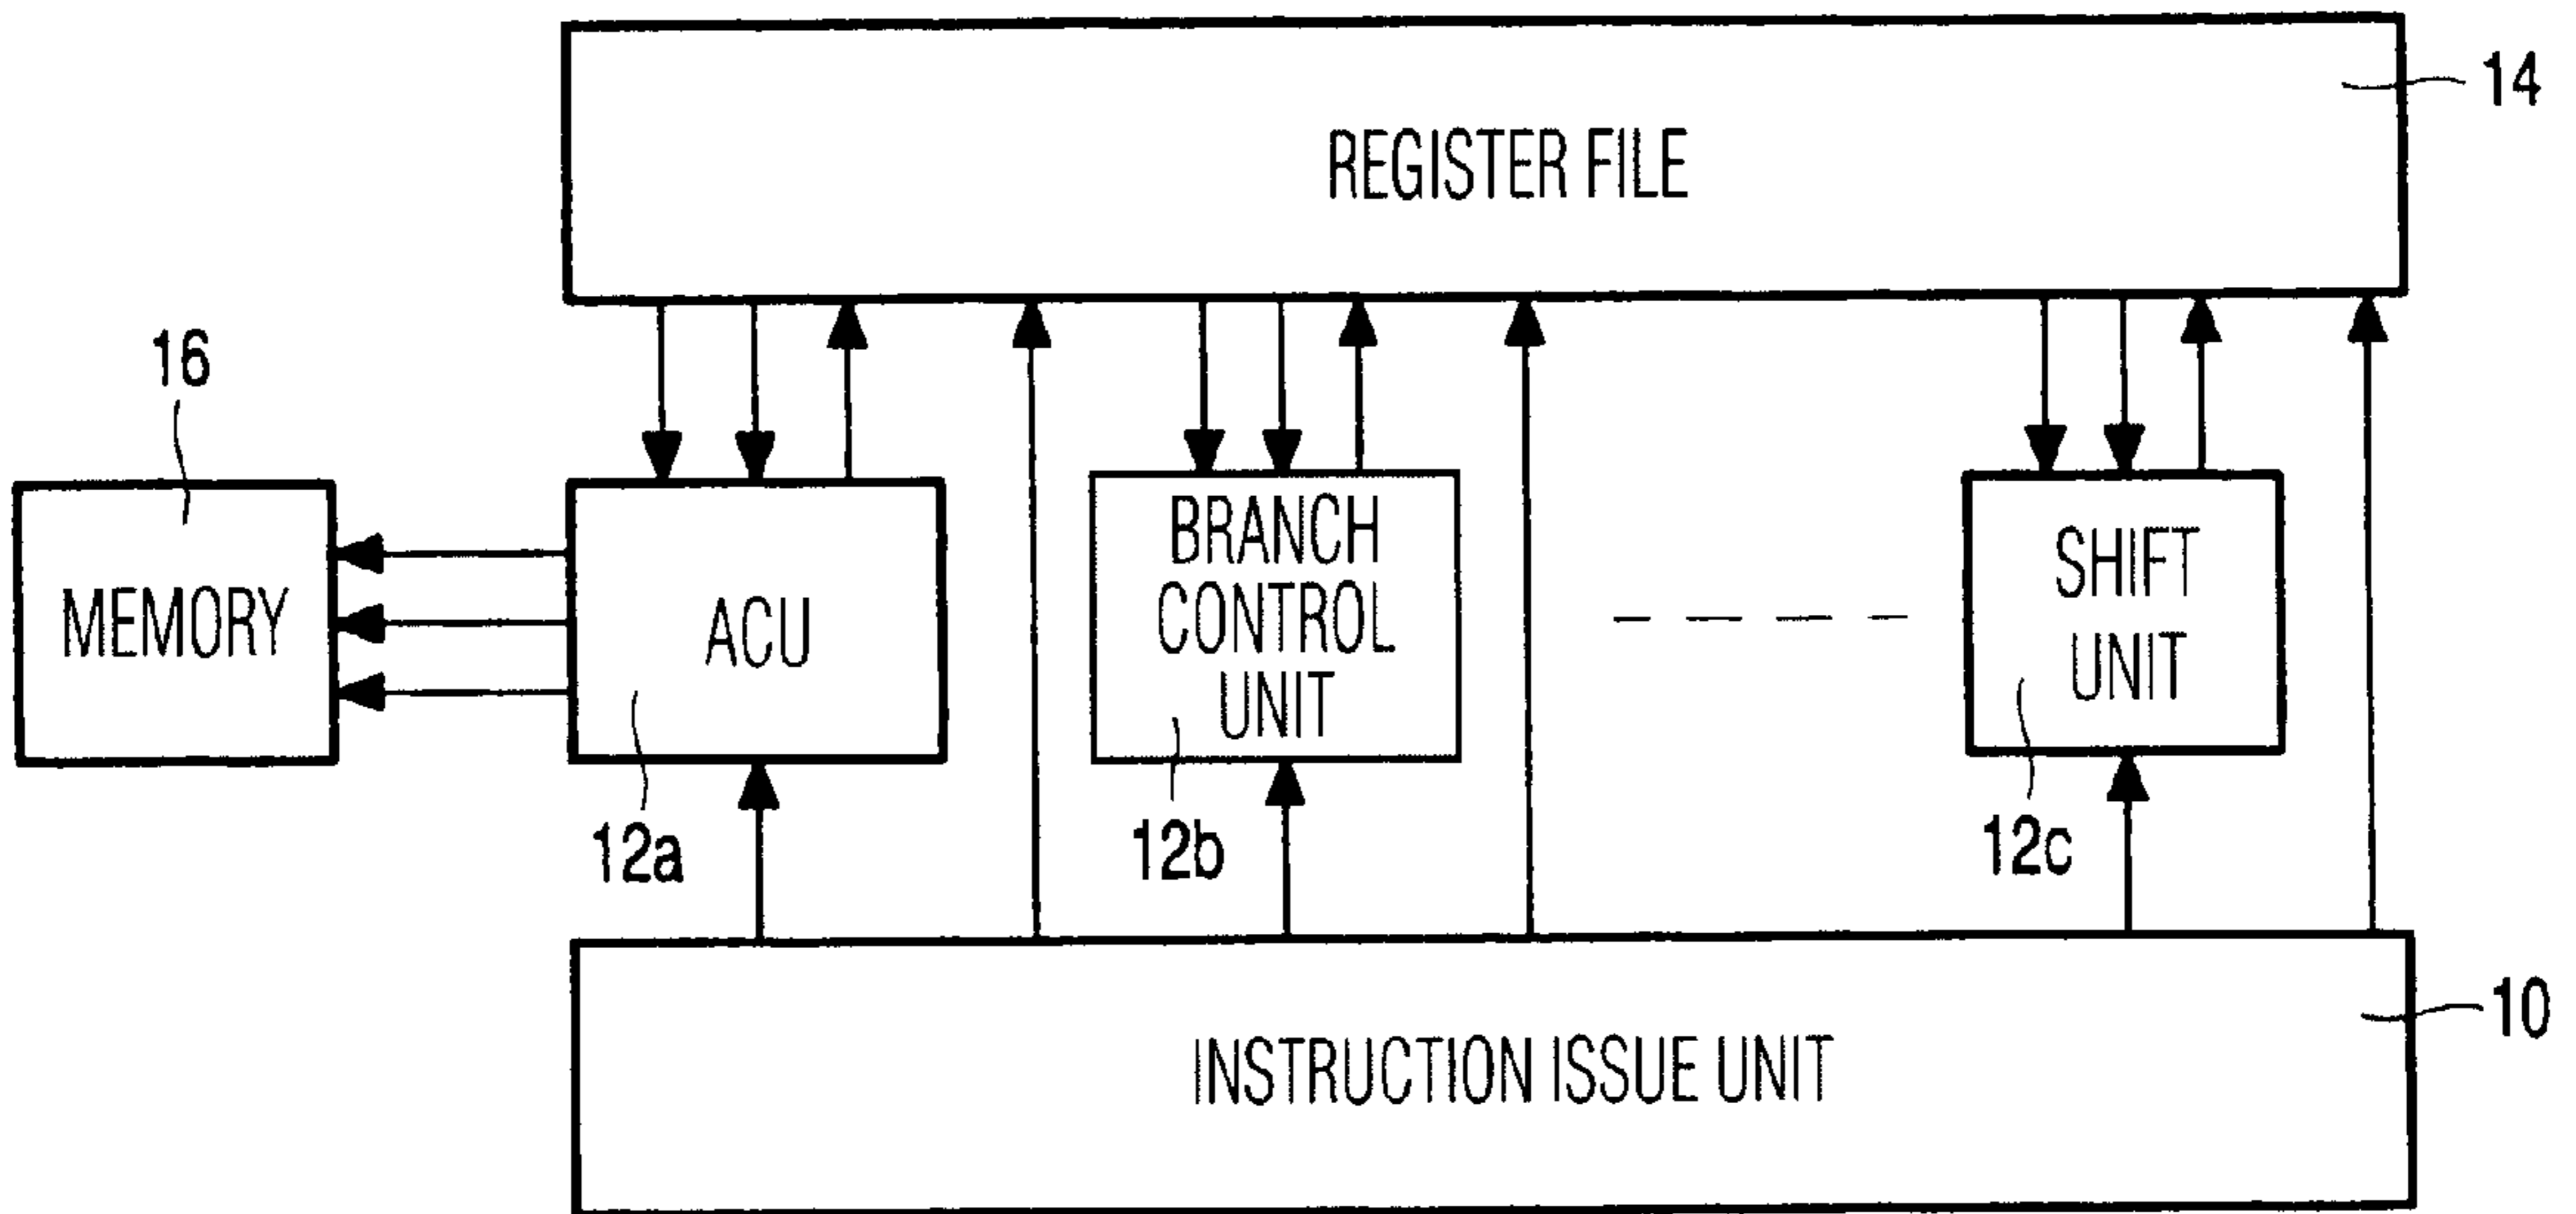 14
REGISTER FILE
16
MEMORY
ACU
BRANCH
CONTROL
UNIT
SHIFT
UNIT
12a
12b
12c
10
INSTRUCTION ISSUE UNIT